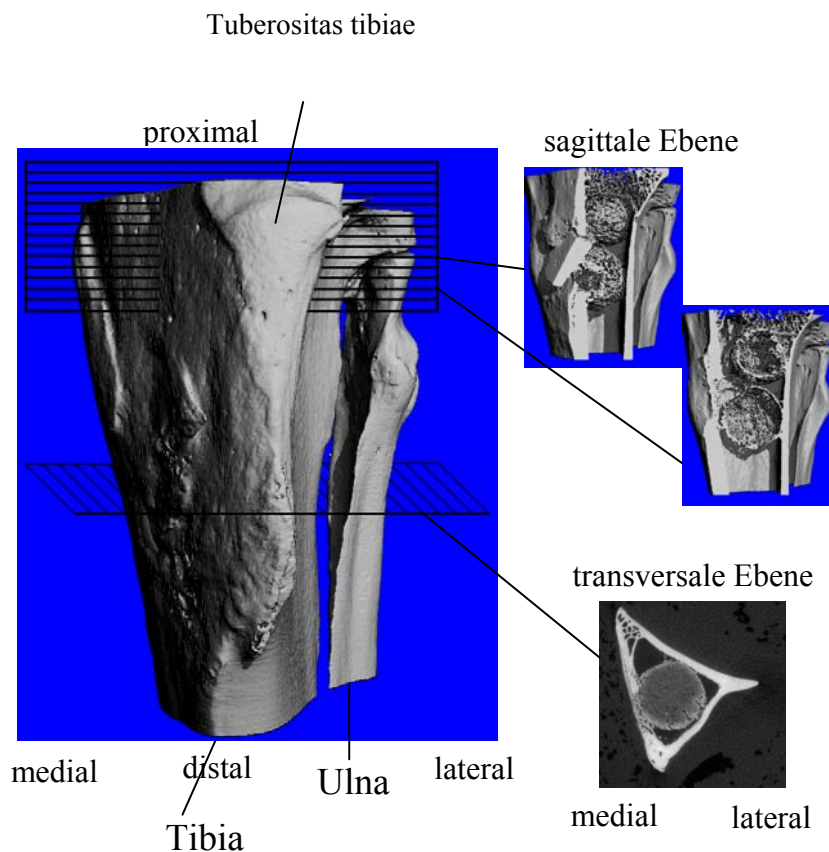 Tuberositas tibiae
proximal
sagittale Ebene
transversale Ebene
medial
distal
Ulna
lateral
Tibia
medial
lateral